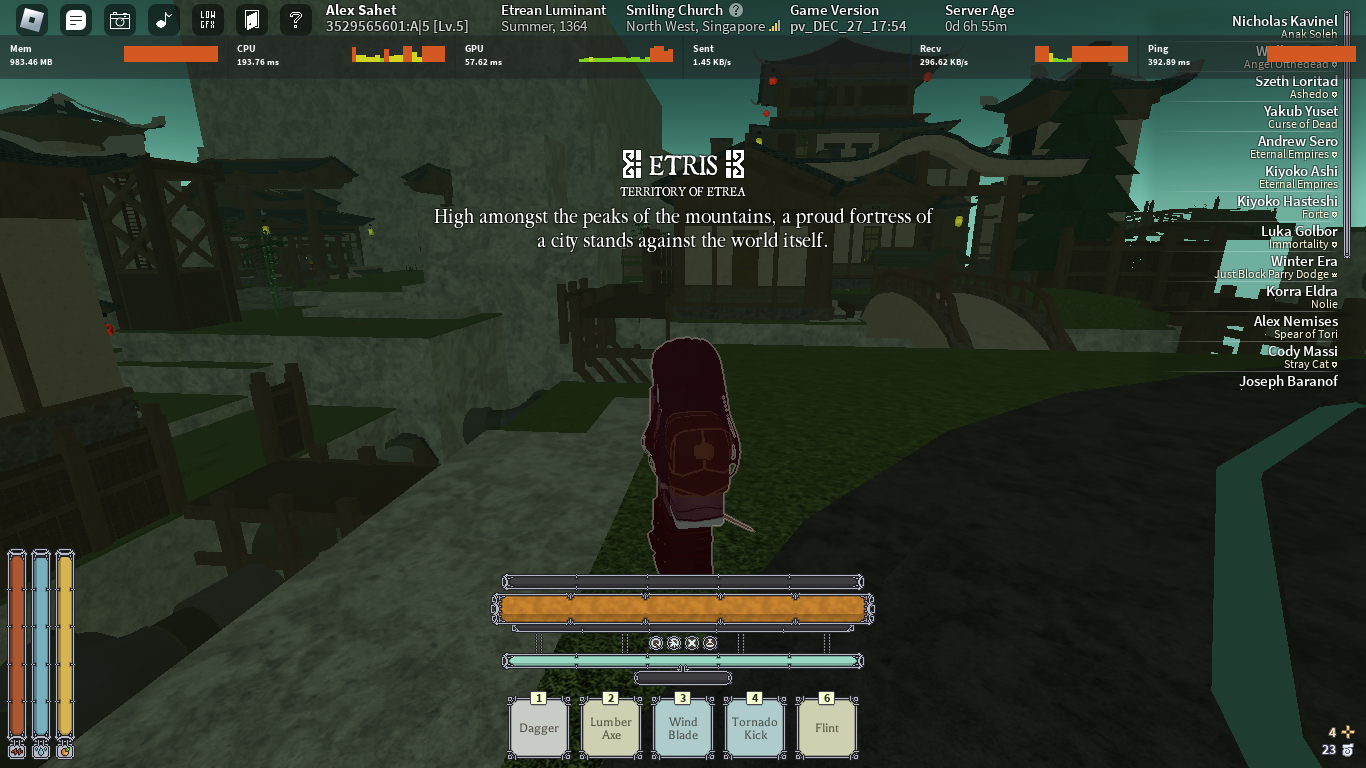 LOW
GFX
?
Alex Sahet
3529565601:A|5 [Lv.5]
Etrean Luminant
Summer, 1364
Smiling Church ?
North West, Singapore
Game Version
pv_DEC_27_17:54
Server Age
0d 6h 55m
Mem
983.46 MB
CPU
193.76 ms
GPU
57.62 ms
Sent
1.45 KB/s
Recv
296.62 KB/s
Ping
392.89 ms
Nicholas Kavinel
Anak Soleh
Angel Ofthedead
Szeth Loritad
Ashedo
Yakub Yuset
Curse of Dead
Andrew Sero
Eternal Empires
Kiyoko Ashi
Eternal Empires
Kiyoko Hasteshi
Forte
Luka Golbor
Immortality
Winter Era
Just Block Parry Dodge
Korra Eldra
Nolie
Alex Nemises
Spear of Tori
Cody Massi
Stray Cat
Joseph Baranof
ETRIS
TERRITORY OF ETREA
High amongst the peaks of the mountains, a proud fortress of
a city stands against the world itself.
1
Dagger
2
Lumber
Axe
3
Wind
Blade
4
Tornado
Kick
6
Flint
4
23